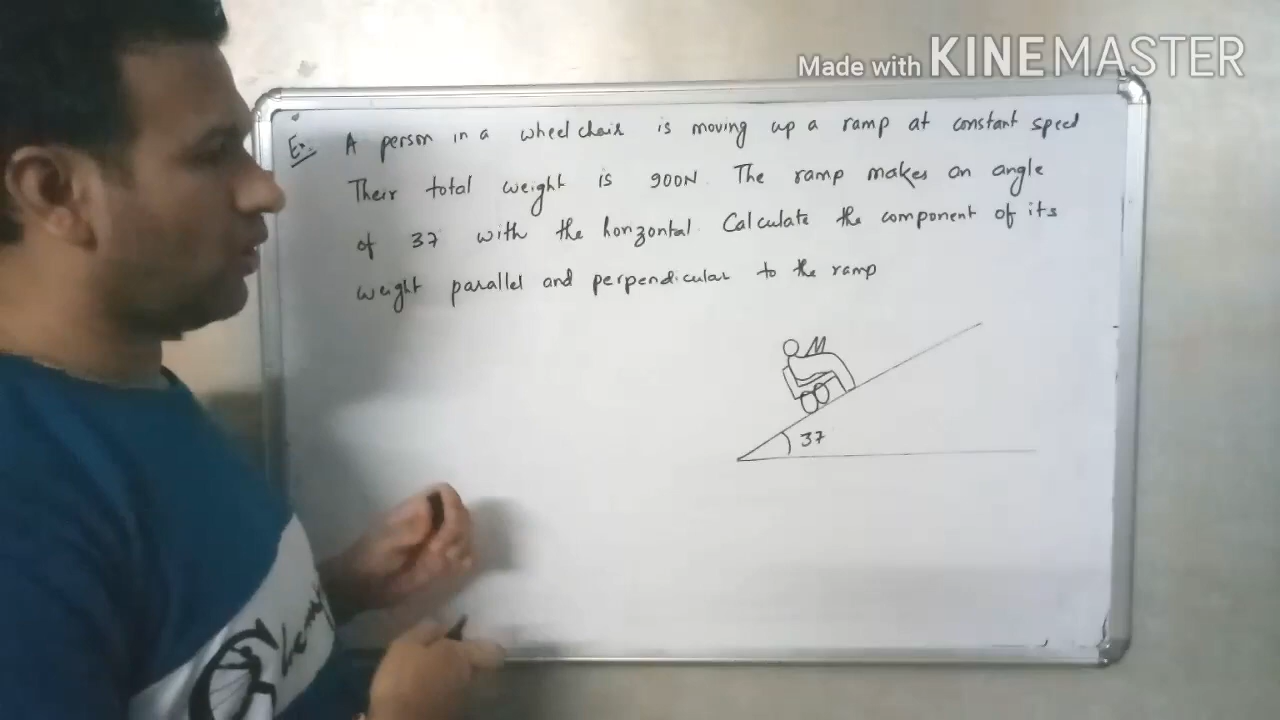 Made with KINEMASTER
Ex. A person in a wheel chair is moving up a ramp at constant speed
Their total weight is 900N. The ramp makes an angle
of 37 with the horizontal. Calculate the component of its
weight parallel and perpendicular to the ramp
37